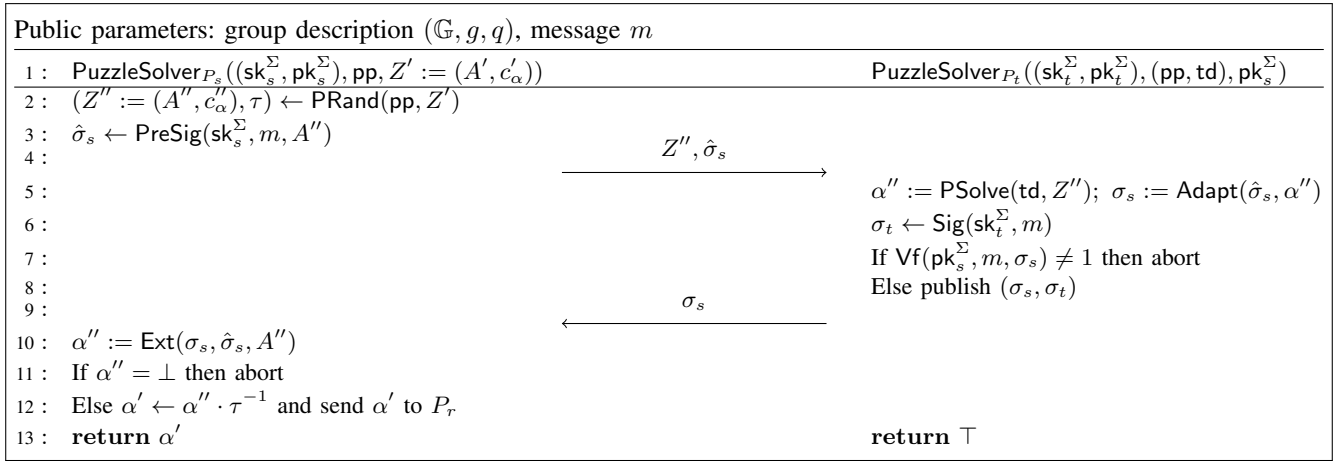 Public parameters: group description (𝔾, g, q), message m
1 : PuzzleSolver_{P_s}((sk_s^Σ, pk_s^Σ), pp, Z′ := (A′, c′_α)) PuzzleSolver_{P_t}((sk_t^Σ, pk_t^Σ), (pp, td), pk_s^Σ)
2 : (Z″ := (A″, c″_α), τ) ← PRand(pp, Z′)
3 : σ̂_s ← PreSig(sk_s^Σ, m, A″)
4 : Z″, σ̂_s
5 : α″ := PSolve(td, Z″); σ_s := Adapt(σ̂_s, α″)
6 : σ_t ← Sig(sk_t^Σ, m)
7 : If Vf(pk_s^Σ, m, σ_s) ≠ 1 then abort
8 : Else publish (σ_s, σ_t)
9 : σ_s
10 : α″ := Ext(σ_s, σ̂_s, A″)
11 : If α″ = ⊥ then abort
12 : Else α′ ← α″ · τ^{−1} and send α′ to P_r
13 : return α′ return ⊤